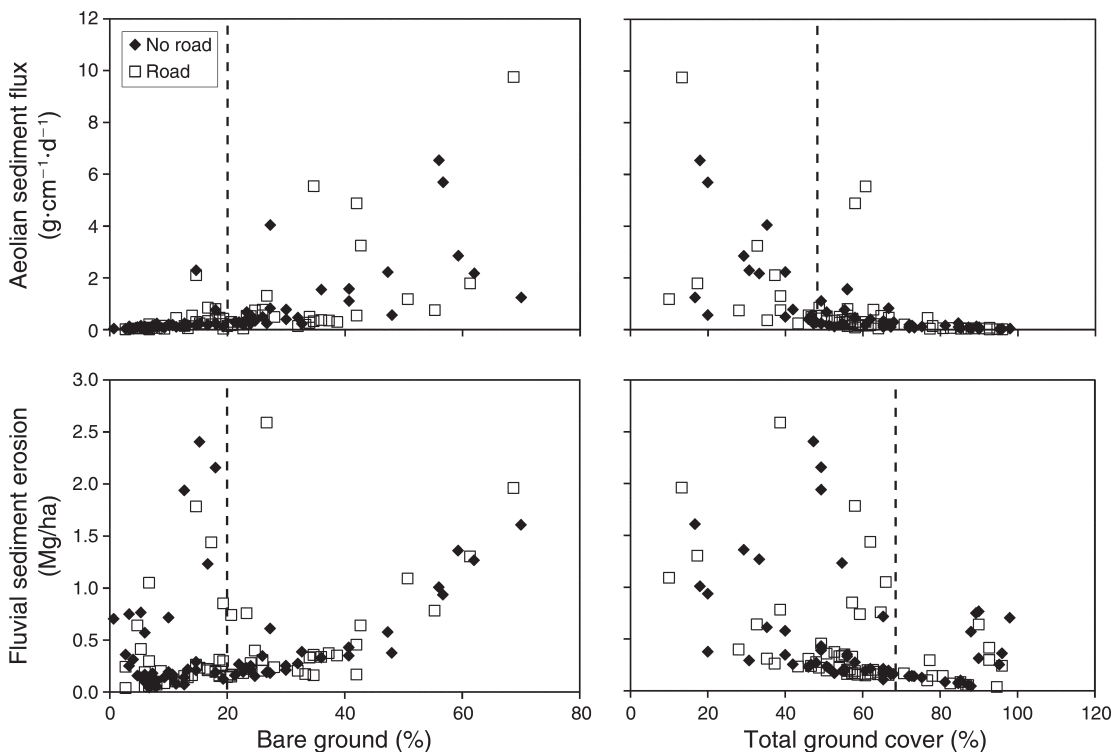 Aeolian sediment flux
(g·cm⁻¹·d⁻¹)
12
10
8
6
4
2
0
No road
Road
Fluvial sediment erosion
(Mg/ha)
3.0
2.5
2.0
1.5
1.0
0.5
0.0
0 20 40 60 80
0 20 40 60 80 100 120
Bare ground (%)
Total ground cover (%)